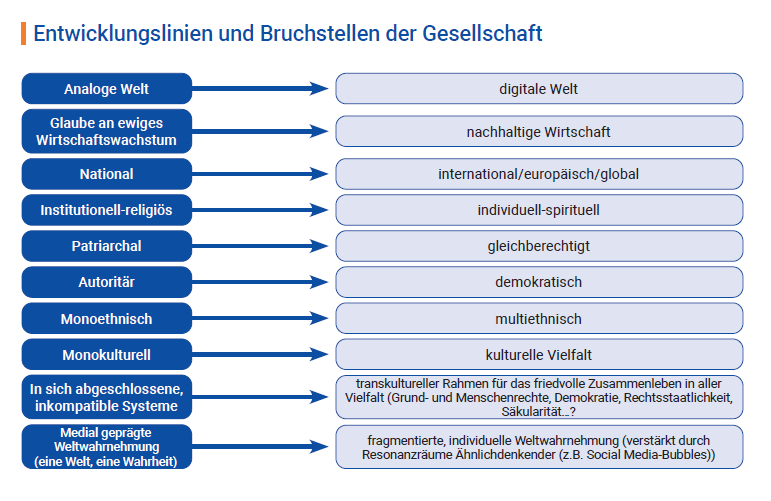 Entwicklungslinien und Bruchstellen der Gesellschaft
Analoge Welt
digitale Welt
Glaube an ewiges
Wirtschaftswachstum
nachhaltige Wirtschaft
National
international/europäisch/global
Institutionell-religiös
individuell-spirituell
Patriarchal
gleichberechtigt
Autoritär
demokratisch
Monoethnisch
multiethnisch
Monokulturell
kulturelle Vielfalt
In sich abgeschlossene,
inkompatible Systeme
transkultureller Rahmen für das friedvolle Zusammenleben in aller
Vielfalt (Grund- und Menschenrechte, Demokratie, Rechtsstaatlichkeit,
Säkularität...?
Medial geprägte
Weltwahrnehmung
(eine Welt, eine Wahrheit)
fragmentierte, individuelle Weltwahrnehmung (verstärkt durch
Resonanzräume Ähnlichdenkender (z.B. Social Media-Bubbles))